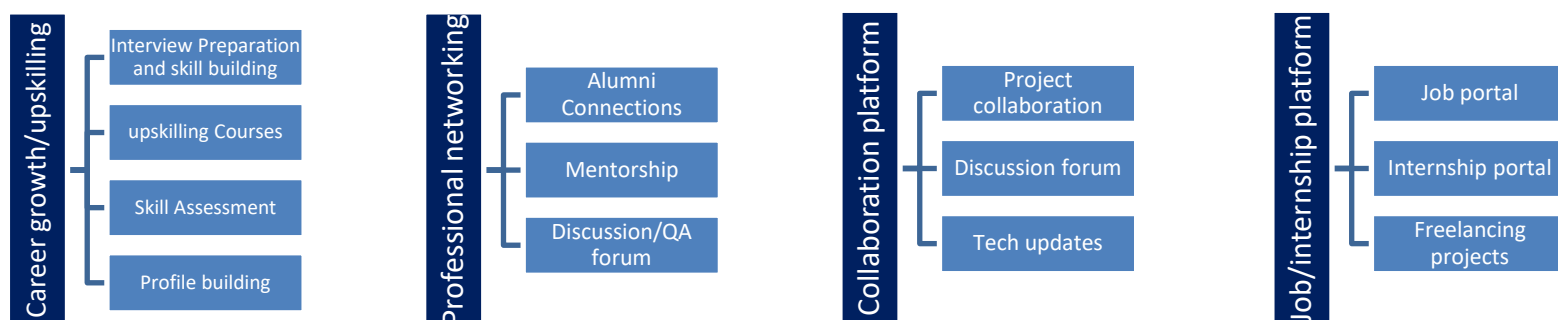 Career growth/upskilling
Interview Preparation
and skill building
upskilling Courses
Skill Assessment
Profile building
Professional networking
Alumni
Connections
Mentorship
Discussion/QA
forum
Collaboration platform
Project
collaboration
Discussion forum
Tech updates
Job/internship platform
Job portal
Internship portal
Freelancing
projects